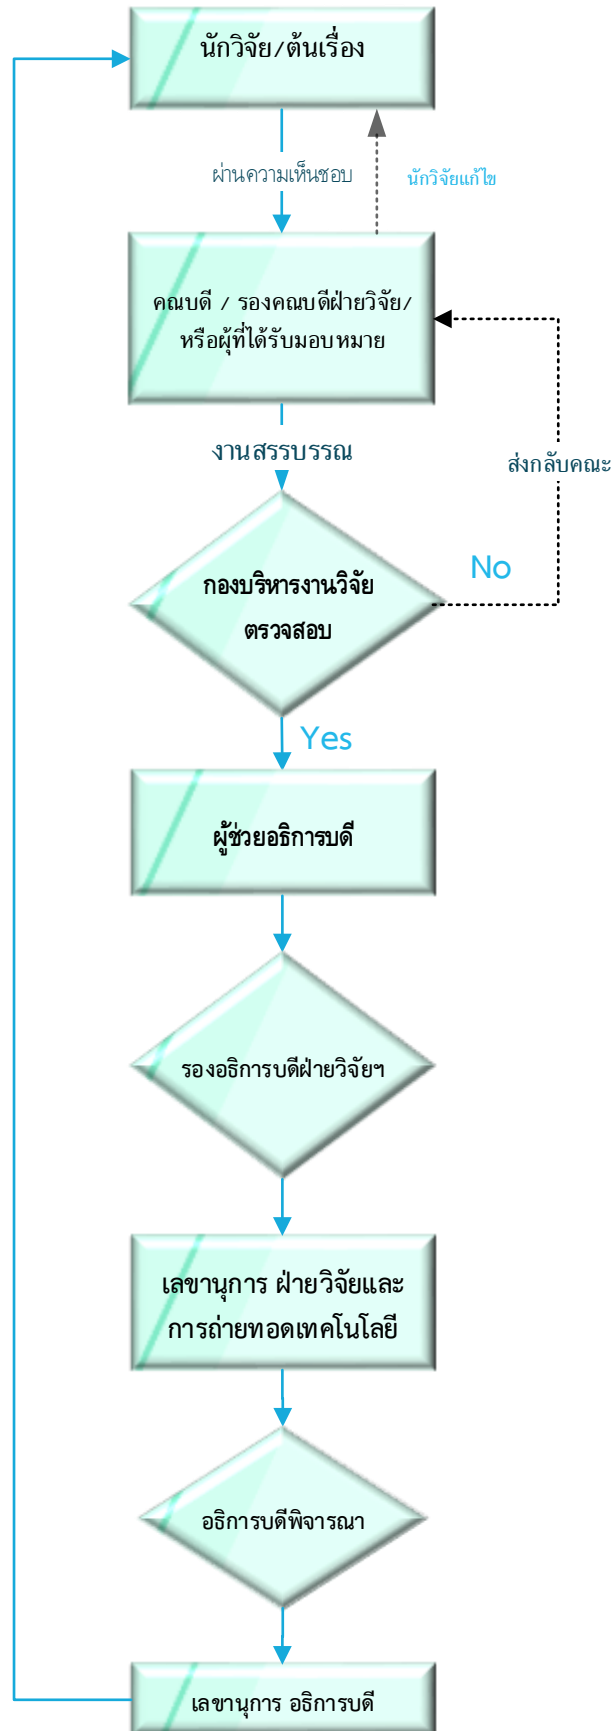 นักวิจัย/ต้นเรื่อง
ผ่านความเห็นชอบ
นักวิจัยแก้ไข
คณบดี / รองคณบดีฝ่ายวิจัย/
หรือผุ้ที่ได้รับมอบหมาย
งานสรรบรรณ
ส่งกลับคณะ
กองบริหารงานวิจัย
ตรวจสอบ
No
Yes
ผู้ช่วยอธิการบดี
รองอธิการบดีฝ่ายวิจัยฯ
เลขานุการ ฝ่ายวิจัยและ
การถ่ายทอดเทคโนโลยี
อธิการบดีพิจารณา
เลขานุการ อธิการบดี